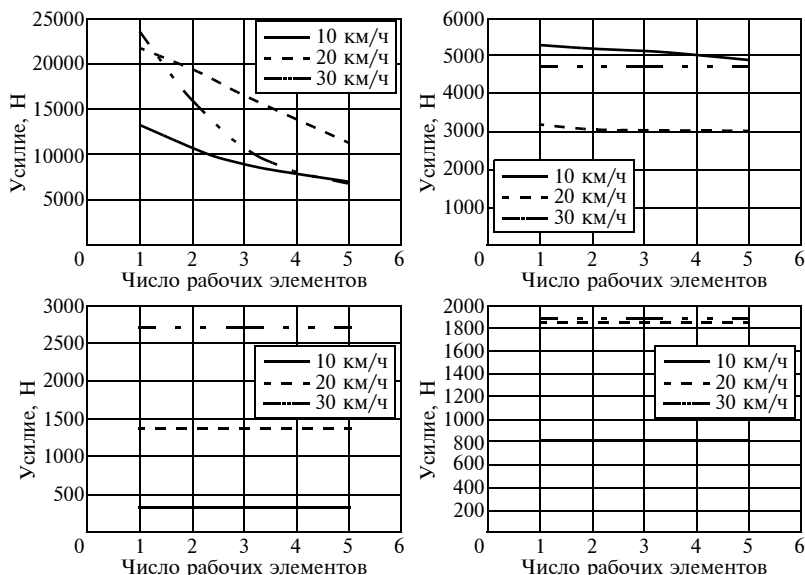 25000
20000
15000
10000
5000
0
1 2 3 4 5 6
Усилие, Н
Число рабочих элементов
10 км/ч
20 км/ч
30 км/ч
6000
5000
4000
3000
2000
1000
0
1 2 3 4 5 6
Усилие, Н
Число рабочих элементов
10 км/ч
20 км/ч
30 км/ч
3000
2500
2000
1500
1000
500
0
1 2 3 4 5 6
Усилие, Н
Число рабочих элементов
10 км/ч
20 км/ч
30 км/ч
2000
1800
1600
1400
1200
1000
800
600
400
200
0
1 2 3 4 5 6
Усилие, Н
Число рабочих элементов
10 км/ч
20 км/ч
30 км/ч